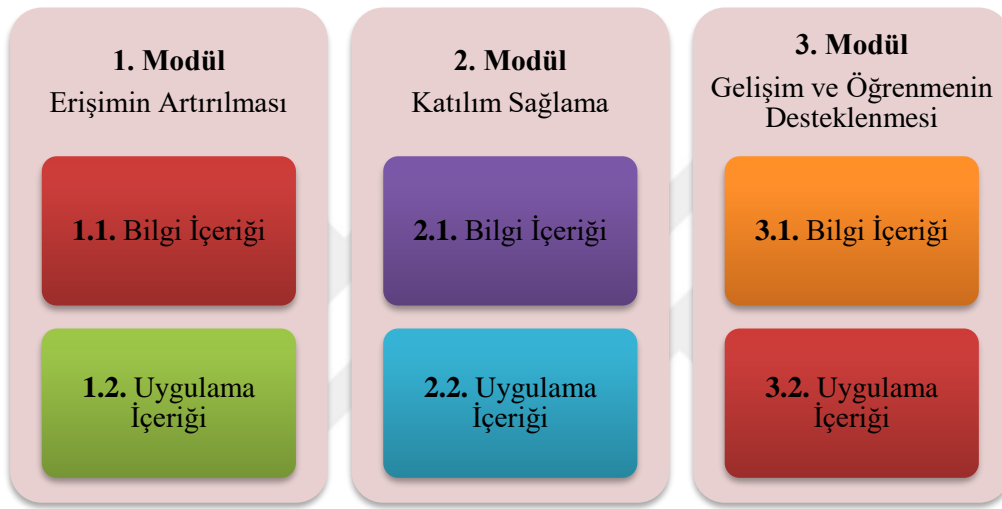 1. Modül
Erişimin Artırılması
1.1. Bilgi İçeriği
1.2. Uygulama
İçeriği
2. Modül
Katılım Sağlama
2.1. Bilgi İçeriği
2.2. Uygulama
İçeriği
3. Modül
Gelişim ve Öğrenmenin
Desteklenmesi
3.1. Bilgi İçeriği
3.2. Uygulama
İçeriği